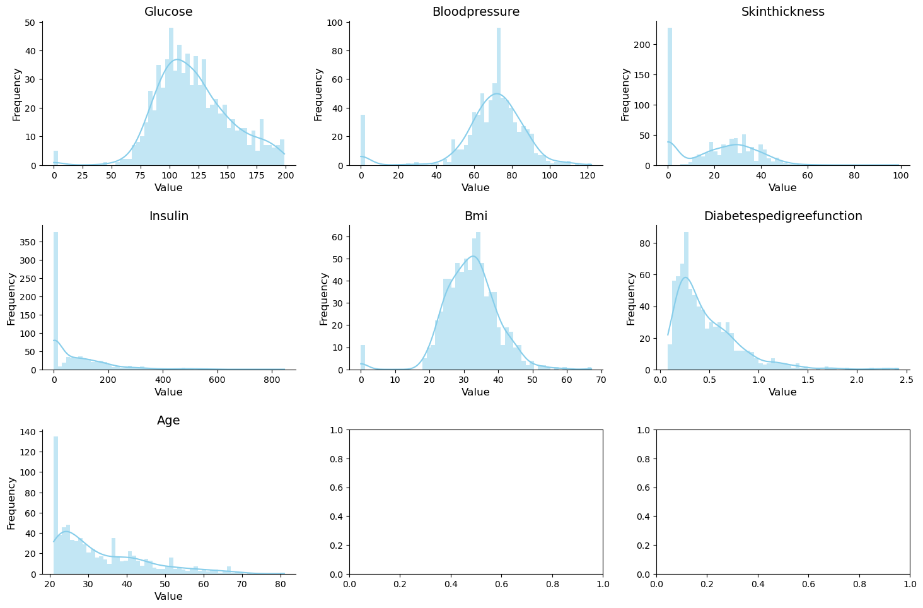 Glucose
Frequency
50
40
30
20
10
0
0 25 50 75 100 125 150 175 200
Value
Bloodpressure
Frequency
100
80
60
40
20
0
0 20 40 60 80 100 120
Value
Skinthickness
Frequency
200
150
100
50
0
0 20 40 60 80 100
Value
Insulin
Frequency
350
300
250
200
150
100
50
0
0 200 400 600 800
Value
Bmi
Frequency
60
50
40
30
20
10
0
0 10 20 30 40 50 60 70
Value
Diabetespedigreefunction
Frequency
80
60
40
20
0
0.0 0.5 1.0 1.5 2.0 2.5
Value
Age
Frequency
140
120
100
80
60
40
20
0
20 30 40 50 60 70 80
Value
1.0
0.8
0.6
0.4
0.2
0.0
0.0 0.2 0.4 0.6 0.8 1.0
1.0
0.8
0.6
0.4
0.2
0.0
0.0 0.2 0.4 0.6 0.8 1.0